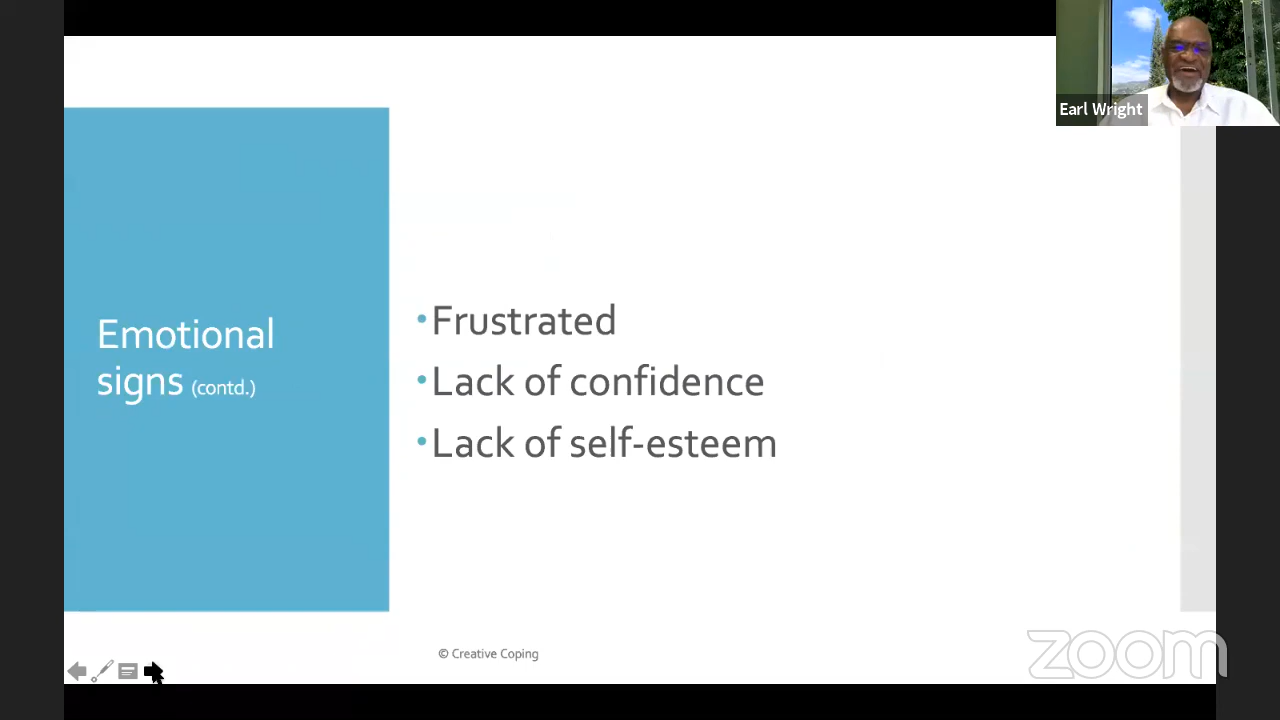 Earl Wright
Emotional
signs (contd.)
•Frustrated
•Lack of confidence
•Lack of self-esteem
© Creative Coping
zoom